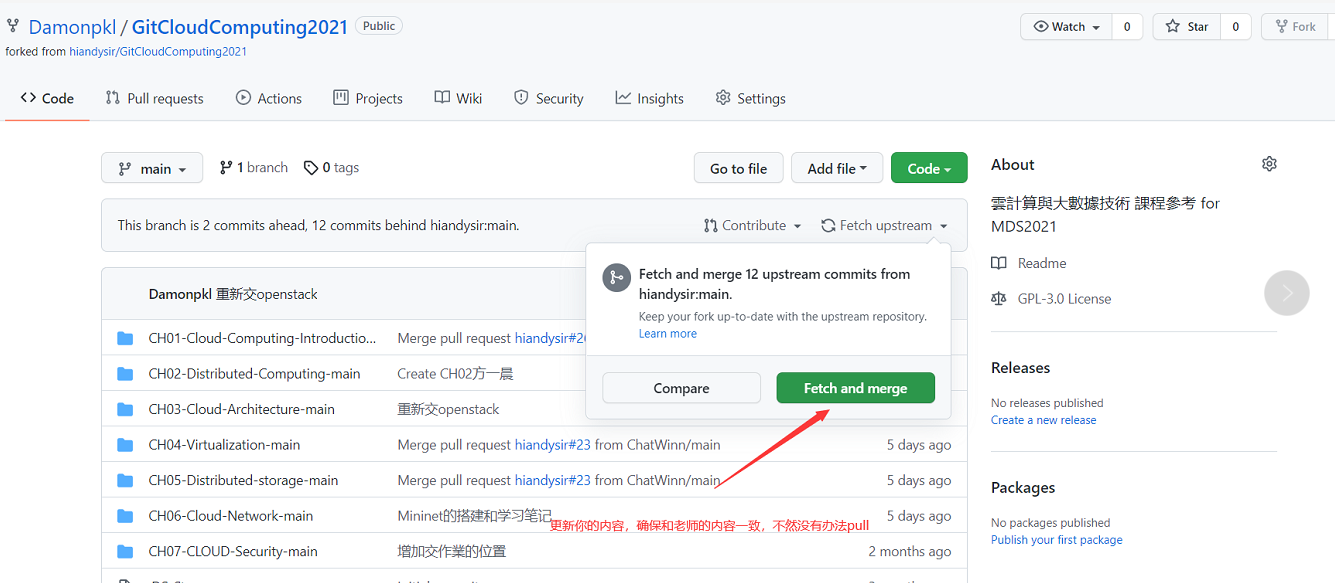 Damonpkl / GitCloudComputing2021 Public
Watch 0 Star 0 Fork
forked from hiandysir/GitCloudComputing2021
Code Pull requests Actions Projects Wiki Security Insights Settings
main 1 branch 0 tags Go to file Add file Code
This branch is 2 commits ahead, 12 commits behind hiandysir:main. Contribute Fetch upstream
Fetch and merge 12 upstream commits from
hiandysir:main.
Keep your fork up-to-date with the upstream repository.
Learn more
Compare Fetch and merge
Damonpkl 重新交openstack
CH01-Cloud-Computing-Introductio... Merge pull request
CH02-Distributed-Computing-main Create CH02方一晨
CH03-Cloud-Architecture-main 重新交openstack
CH04-Virtualization-main Merge pull request hiandysir#23 from ChatWinn/main 5 days ago
CH05-Distributed-storage-main Merge pull request hiandysir#23 from ChatWinn/main 5 days ago
CH06-Cloud-Network-main Mininet的搭建和学习笔记 5 days ago
更新你的内容，确保和老师的内容一致，不然没有办法pull
CH07-CLOUD-Security-main 增加交作業的位置 2 months ago
About
雲計算與大數據技術 課程參考 for
MDS2021
Readme
GPL-3.0 License
Releases
No releases published
Create a new release
Packages
No packages published
Publish your first package